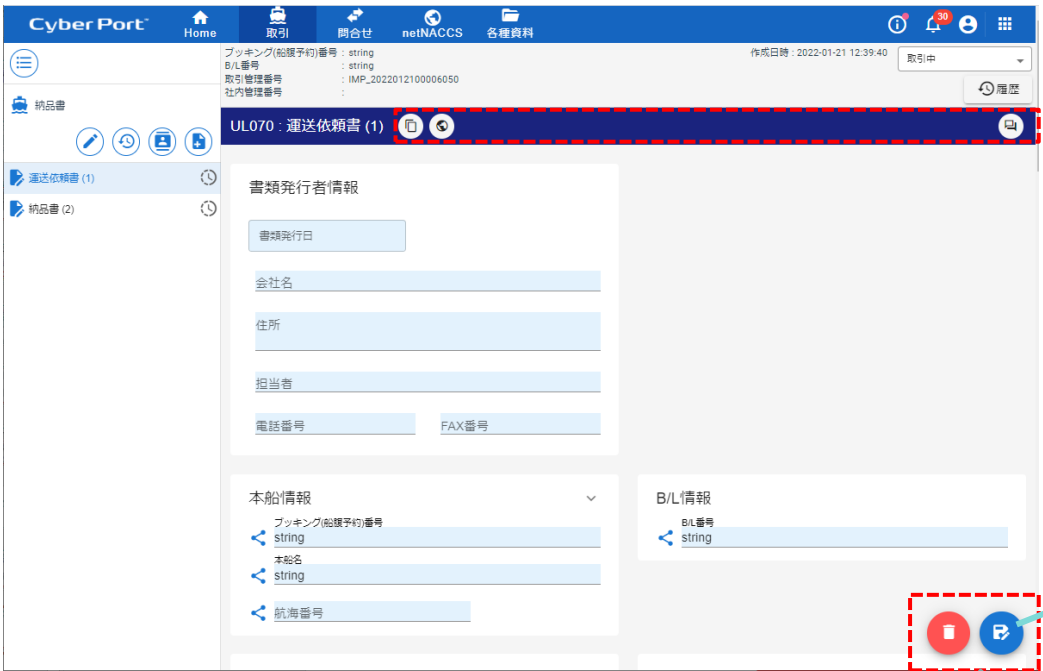 Cyber Port
Home
取引
問合せ
netNACCS
各種資料
30
ブッキング(船腹予約)番号 : string
B/L番号 : string
取引管理番号 : IMP_2022012100006050
社内管理番号 :
作成日時 : 2022-01-21 12:39:40
取引中
履歴
納品書
運送依頼書 (1)
納品書 (2)
UL070 : 運送依頼書 (1)
書類発行者情報
書類発行日
会社名
住所
担当者
電話番号
FAX番号
本船情報
ブッキング(船腹予約)番号
string
本船名
string
航海番号
B/L情報
B/L番号
string